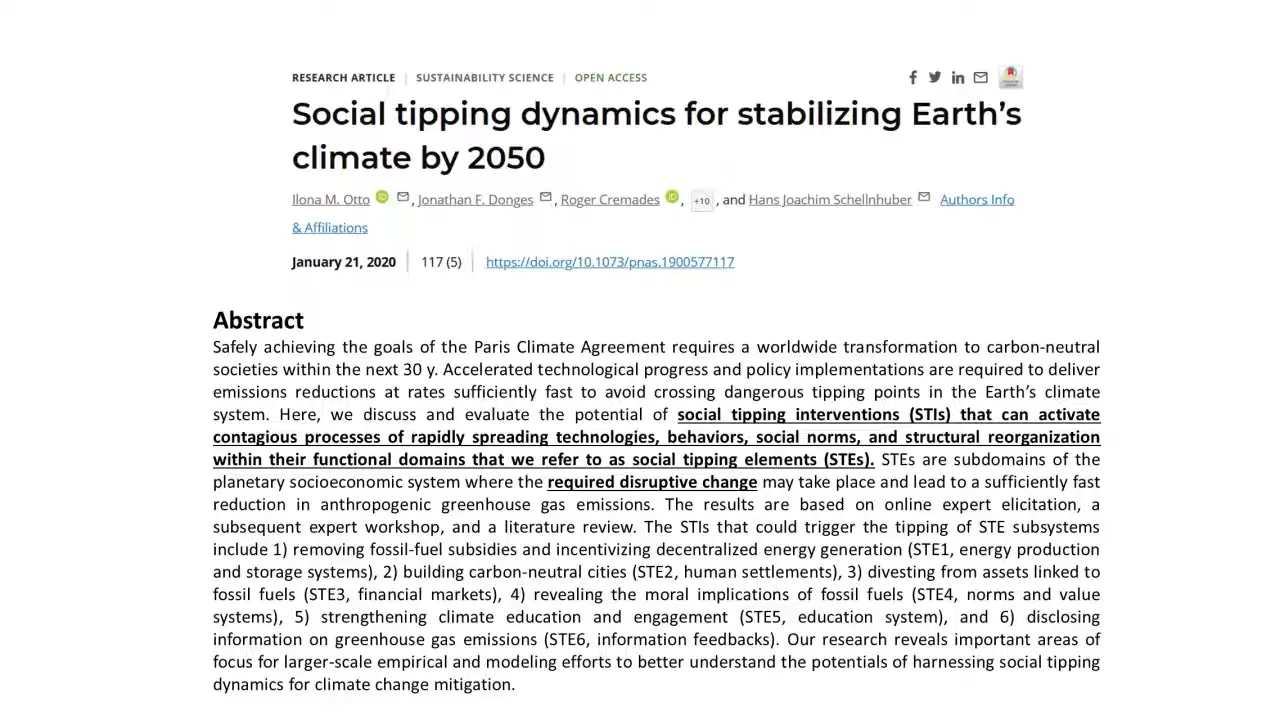 RESEARCH ARTICLE | SUSTAINABILITY SCIENCE | OPEN ACCESS
Social tipping dynamics for stabilizing Earth's
climate by 2050
Ilona M. Otto, Jonathan F. Donges, Roger Cremades, +10, and Hans Joachim Schellnhuber Authors Info
& Affiliations
January 21, 2020 | 117 (5) | https://doi.org/10.1073/pnas.1900577117
Abstract
Safely achieving the goals of the Paris Climate Agreement requires a worldwide transformation to carbon-neutral
societies within the next 30 y. Accelerated technological progress and policy implementations are required to deliver
emissions reductions at rates sufficiently fast to avoid crossing dangerous tipping points in the Earth's climate
system. Here, we discuss and evaluate the potential of social tipping interventions (STIs) that can activate
contagious processes of rapidly spreading technologies, behaviors, social norms, and structural reorganization
within their functional domains that we refer to as social tipping elements (STEs). STEs are subdomains of the
planetary socioeconomic system where the required disruptive change may take place and lead to a sufficiently fast
reduction in anthropogenic greenhouse gas emissions. The results are based on online expert elicitation, a
subsequent expert workshop, and a literature review. The STIs that could trigger the tipping of STE subsystems
include 1) removing fossil-fuel subsidies and incentivizing decentralized energy generation (STE1, energy production
and storage systems), 2) building carbon-neutral cities (STE2, human settlements), 3) divesting from assets linked to
fossil fuels (STE3, financial markets), 4) revealing the moral implications of fossil fuels (STE4, norms and value
systems), 5) strengthening climate education and engagement (STE5, education system), and 6) disclosing
information on greenhouse gas emissions (STE6, information feedbacks). Our research reveals important areas of
focus for larger-scale empirical and modeling efforts to better understand the potentials of harnessing social tipping
dynamics for climate change mitigation.